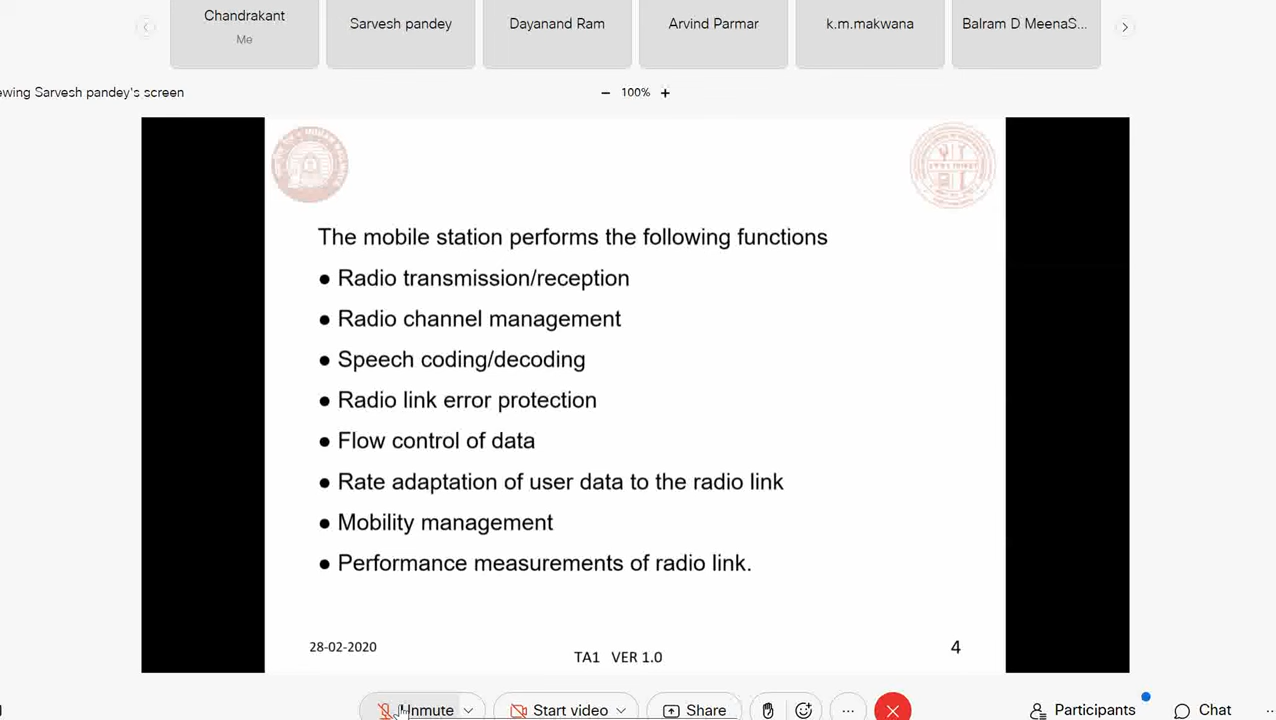 Chandrakant
Me
Sarvesh pandey
Dayanand Ram
Arvind Parmar
k.m.makwana
Balram D MeenaS...
ewing Sarvesh pandey's screen
100%
The mobile station performs the following functions
● Radio transmission/reception
● Radio channel management
● Speech coding/decoding
● Radio link error protection
● Flow control of data
● Rate adaptation of user data to the radio link
● Mobility management
● Performance measurements of radio link.
28-02-2020
TA1 VER 1.0
4
Unmute
Start video
Share
...
Participants
Chat